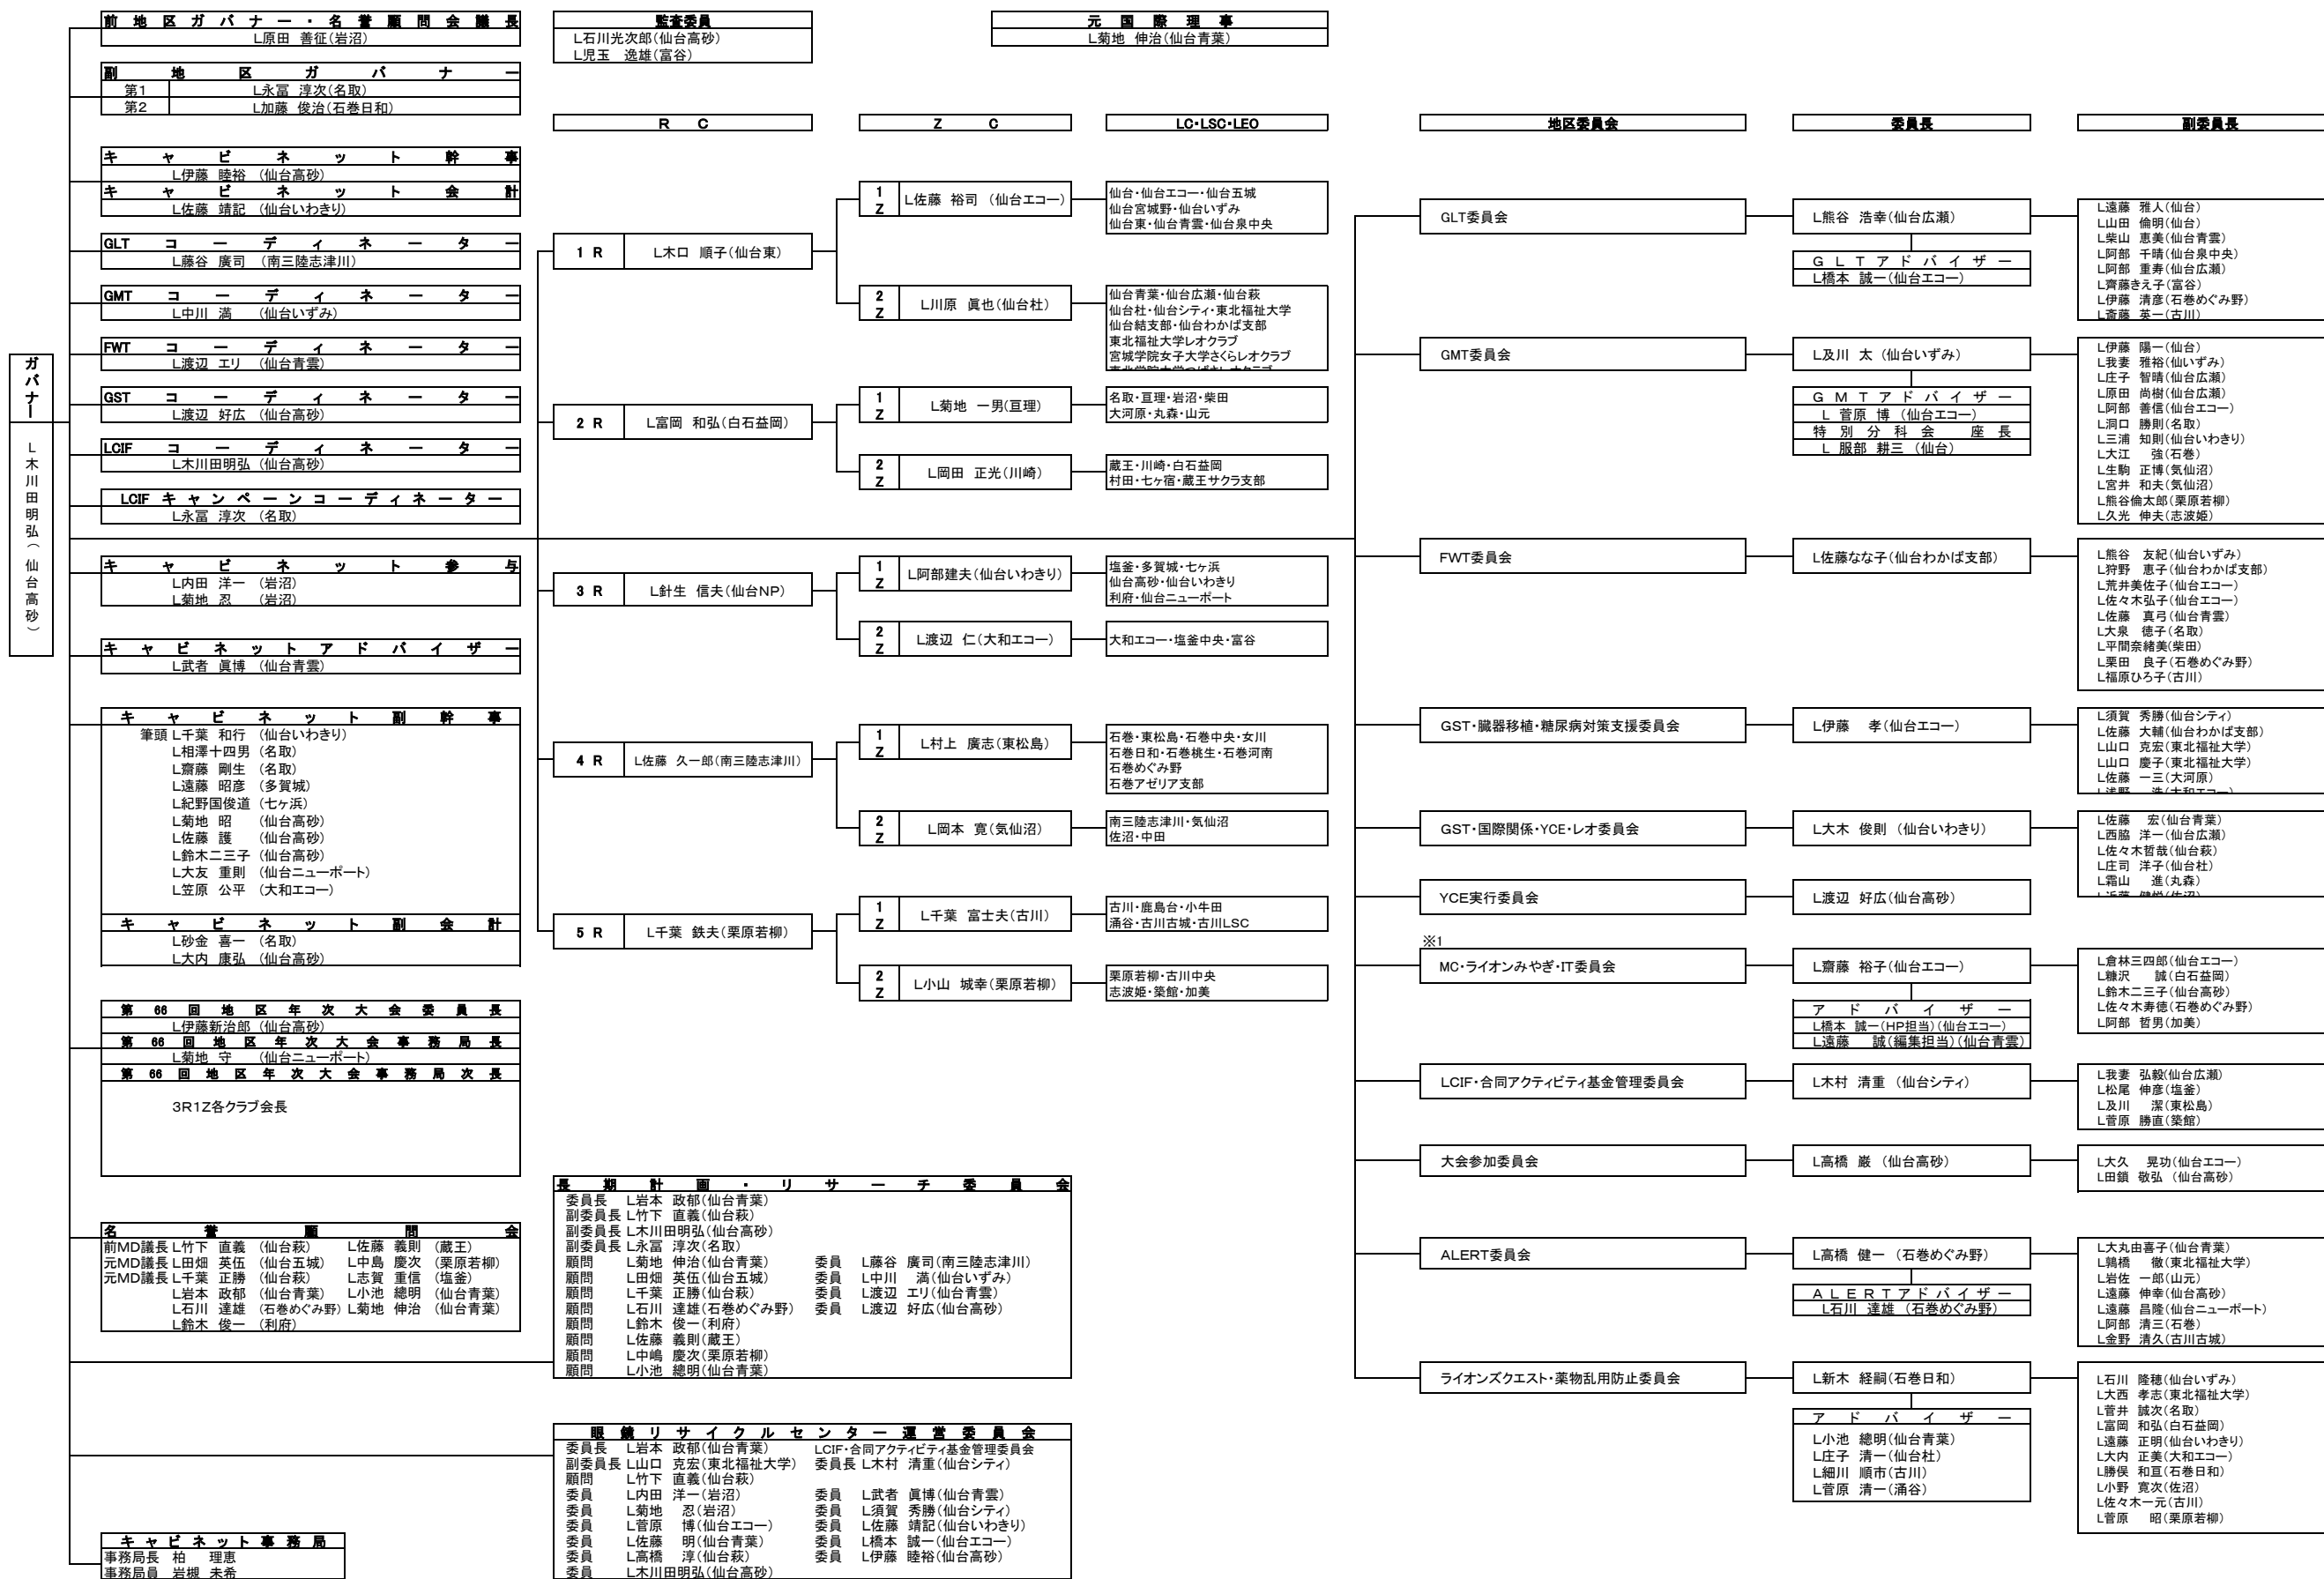 ガバナー
L木川田明弘（仙台高砂）
前地区ガバナー・名誉顧問会議長
L原田 善征(岩沼)
副地区ガバナー
第1 L永冨 淳次(名取)
第2 L加藤 俊治(石巻日和)
キャビネット幹事
L伊藤 睦裕 (仙台高砂)
キャビネット会計
L佐藤 靖記 (仙台いわきり)
GLT コーディネーター
L藤谷 廣司 (南三陸志津川)
GMT コーディネーター
L中川 満 (仙台いずみ)
FWT コーディネーター
L渡辺 エリ (仙台青雲)
GST コーディネーター
L渡辺 好広 (仙台高砂)
LCIF コーディネーター
L木川田明弘 (仙台高砂)
LCIF キャンペーンコーディネーター
L永冨 淳次 (名取)
キャビネット参与
L内田 洋一 (岩沼)
L菊地 忍 (岩沼)
キャビネットアドバイザー
L武者 眞博 (仙台青雲)
キャビネット副幹事
筆頭 L千葉 和行 (仙台いわきり)
L相澤十四男 (名取)
L齋藤 剛生 (名取)
L遠藤 昭彦 (多賀城)
L紀野国俊道 (七ヶ浜)
L菊地 昭 (仙台高砂)
L佐藤 護 (仙台高砂)
L鈴木二三子 (仙台高砂)
L大友 重則 (仙台ニューポート)
L笠原 公平 (大和エコー)
キャビネット副会計
L砂金 喜一 (名取)
L大内 康弘 (仙台高砂)
第66回地区年次大会委員長
L伊藤新治郎 (仙台高砂)
第66回地区年次大会事務局長
L菊地 守 (仙台ニューポート)
第66回地区年次大会事務局次長
3R1Z各クラブ会長
名誉顧問会
前MD議長 L竹下 直義 (仙台萩) L佐藤 義則 (蔵王)
元MD議長 L田畑 英伍 (仙台五城) L中島 慶次 (栗原若柳)
元MD議長 L千葉 正勝 (仙台萩) L志賀 重信 (塩釜)
L岩本 政郁 (仙台青葉) L小池 總明 (仙台青葉)
L石川 達雄 (石巻めぐみ野) L菊地 伸治 (仙台青葉)
L鈴木 俊一 (利府)
キャビネット事務局
事務局長 柏 理恵
事務局員 岩槻 未希
監査委員
L石川光次郎(仙台高砂)
L児玉 逸雄(富谷)
元国際理事
L菊地 伸治(仙台青葉)
RC
ZC
LC・LSC・LEO
1 R L木口 順子(仙台東)
1Z L佐藤 裕司 (仙台エコー)
仙台・仙台エコー・仙台五城
仙台宮城野・仙台いずみ
仙台東・仙台青雲・仙台泉中央
2Z L川原 眞也(仙台杜)
仙台青葉・仙台広瀬・仙台萩
仙台杜・仙台シティ・東北福祉大学
仙台結支部・仙台わかば支部
東北福祉大学レオクラブ
宮城学院女子大学さくらレオクラブ
2 R L富岡 和弘(白石益岡)
1Z L菊地 一男(亘理)
名取・亘理・岩沼・柴田
大河原・丸森・山元
2Z L岡田 正光(川崎)
蔵王・川崎・白石益岡
村田・七ヶ宿・蔵王サクラ支部
3 R L針生 信夫(仙台NP)
1Z L阿部建夫(仙台いわきり)
塩釜・多賀城・七ヶ浜
仙台高砂・仙台いわきり
利府・仙台ニューポート
2Z L渡辺 仁(大和エコー)
大和エコー・塩釜中央・富谷
4 R L佐藤 久一郎(南三陸志津川)
1Z L村上 廣志(東松島)
石巻・東松島・石巻中央・女川
石巻日和・石巻桃生・石巻河南
石巻めぐみ野
石巻アゼリア支部
2Z L岡本 寛(気仙沼)
南三陸志津川・気仙沼
佐沼・中田
5 R L千葉 鉄夫(栗原若柳)
1Z L千葉 富士夫(古川)
古川・鹿島台・小牛田
涌谷・古川古城・古川LSC
2Z L小山 城幸(栗原若柳)
栗原若柳・古川中央
志波姫・築館・加美
長期計画・リサーチ委員会
委員長 L岩本 政郁(仙台青葉)
副委員長 L竹下 直義(仙台萩)
副委員長 L木川田明弘(仙台高砂)
副委員長 L永冨 淳次(名取)
顧問 L菊地 伸治(仙台青葉) 委員 L藤谷 廣司(南三陸志津川)
顧問 L田畑 英伍(仙台五城) 委員 L中川 満(仙台いずみ)
顧問 L千葉 正勝(仙台萩) 委員 L渡辺 エリ(仙台青雲)
顧問 L石川 達雄(石巻めぐみ野) 委員 L渡辺 好広(仙台高砂)
顧問 L鈴木 俊一(利府)
顧問 L佐藤 義則(蔵王)
顧問 L中嶋 慶次(栗原若柳)
顧問 L小池 總明(仙台青葉)
眼鏡リサイクルセンター運営委員会
委員長 L岩本 政郁(仙台青葉) LCIF・合同アクティビティ基金管理委員会
副委員長 L山口 克宏(東北福祉大学) 委員長 L木村 清重(仙台シティ)
顧問 L竹下 直義(仙台萩)
委員 L内田 洋一(岩沼) 委員 L武者 眞博(仙台青雲)
委員 L菊地 忍(岩沼) 委員 L須賀 秀勝(仙台シティ)
委員 L菅原 博(仙台エコー) 委員 L佐藤 靖記(仙台いわきり)
委員 L佐藤 明(仙台青葉) 委員 L橋本 誠一(仙台エコー)
委員 L高橋 淳(仙台萩) 委員 L伊藤 睦裕(仙台高砂)
委員 L木川田明弘(仙台高砂)
地区委員会
委員長
副委員長
GLT委員会
L熊谷 浩幸(仙台広瀬)
GLTアドバイザー
L橋本 誠一(仙台エコー)
L遠藤 雅人(仙台)
L山田 倫明(仙台)
L柴山 恵美(仙台青雲)
L阿部 千晴(仙台泉中央)
L阿部 重寿(仙台広瀬)
L齊藤きえ子(富谷)
L伊藤 清彦(石巻めぐみ野)
L斎藤 英一(古川)
GMT委員会
L及川 太 (仙台いずみ)
GMTアドバイザー
L 菅原 博 (仙台エコー)
特別分科会 座長
L 服部 耕三 (仙台)
L伊藤 陽一(仙台)
L我妻 雅裕(仙いずみ)
L庄子 智晴(仙台広瀬)
L原田 尚樹(仙台広瀬)
L阿部 善信(仙台エコー)
L洞口 勝則(名取)
L三浦 知則(仙台いわきり)
L大江 強(石巻)
L生駒 正博(気仙沼)
L宮井 和夫(気仙沼)
L熊谷倫太郎(栗原若柳)
L久光 伸夫(志波姫)
FWT委員会
L佐藤なな子(仙台わかば支部)
L熊谷 友紀(仙台いずみ)
L狩野 恵子(仙台わかば支部)
L荒井美佐子(仙台エコー)
L佐々木弘子(仙台エコー)
L佐藤 真弓(仙台青雲)
L大泉 徳子(名取)
L平間奈緒美(柴田)
L栗田 良子(石巻めぐみ野)
L福原ひろ子(古川)
GST・臓器移植・糖尿病対策支援委員会
L伊藤 孝(仙台エコー)
L須賀 秀勝(仙台シティ)
L佐藤 大輔(仙台わかば支部)
L山口 克宏(東北福祉大学)
L山口 慶子(東北福祉大学)
L佐藤 一三(大河原)
GST・国際関係・YCE・レオ委員会
L大木 俊則 (仙台いわきり)
L佐藤 宏(仙台青葉)
L西脇 洋一(仙台広瀬)
L佐々木哲哉(仙台萩)
L庄司 洋子(仙台杜)
L霜山 進(丸森)
YCE実行委員会
L渡辺 好広(仙台高砂)
※1
MC・ライオンみやぎ・IT委員会
L齋藤 裕子(仙台エコー)
アドバイザー
L橋本 誠一(HP担当)(仙台エコー)
L遠藤 誠(編集担当)(仙台青雲)
L倉林三四郎(仙台エコー)
L糠沢 誠(白石益岡)
L鈴木二三子(仙台高砂)
L佐々木寿徳(石巻めぐみ野)
L阿部 哲男(加美)
LCIF・合同アクティビティ基金管理委員会
L木村 清重 (仙台シティ)
L我妻 弘毅(仙台広瀬)
L松尾 伸彦(塩釜)
L及川 潔(東松島)
L菅原 勝直(築館)
大会参加委員会
L高橋 巌 (仙台高砂)
L大久 晃功(仙台エコー)
L田鎖 敬弘 (仙台高砂)
ALERT委員会
L高橋 健一 (石巻めぐみ野)
ALERTアドバイザー
L石川 達雄 (石巻めぐみ野)
L大丸由喜子(仙台青葉)
L鶉橋 徹(東北福祉大学)
L岩佐 一郎(山元)
L遠藤 伸幸(仙台高砂)
L遠藤 昌隆(仙台ニューポート)
L阿部 清三(石巻)
L金野 清久(古川古城)
ライオンズクエスト・薬物乱用防止委員会
L新木 経嗣(石巻日和)
アドバイザー
L小池 總明(仙台青葉)
L庄子 清一(仙台杜)
L細川 順市(古川)
L菅原 清一(涌谷)
L石川 隆穂(仙台いずみ)
L大西 孝志(東北福祉大学)
L菅井 誠次(名取)
L富岡 和弘(白石益岡)
L遠藤 正明(仙台いわきり)
L大内 正美(大和エコー)
L勝俣 和亘(石巻日和)
L小野 寛次(佐沼)
L佐々木一元(古川)
L菅原 昭(栗原若柳)